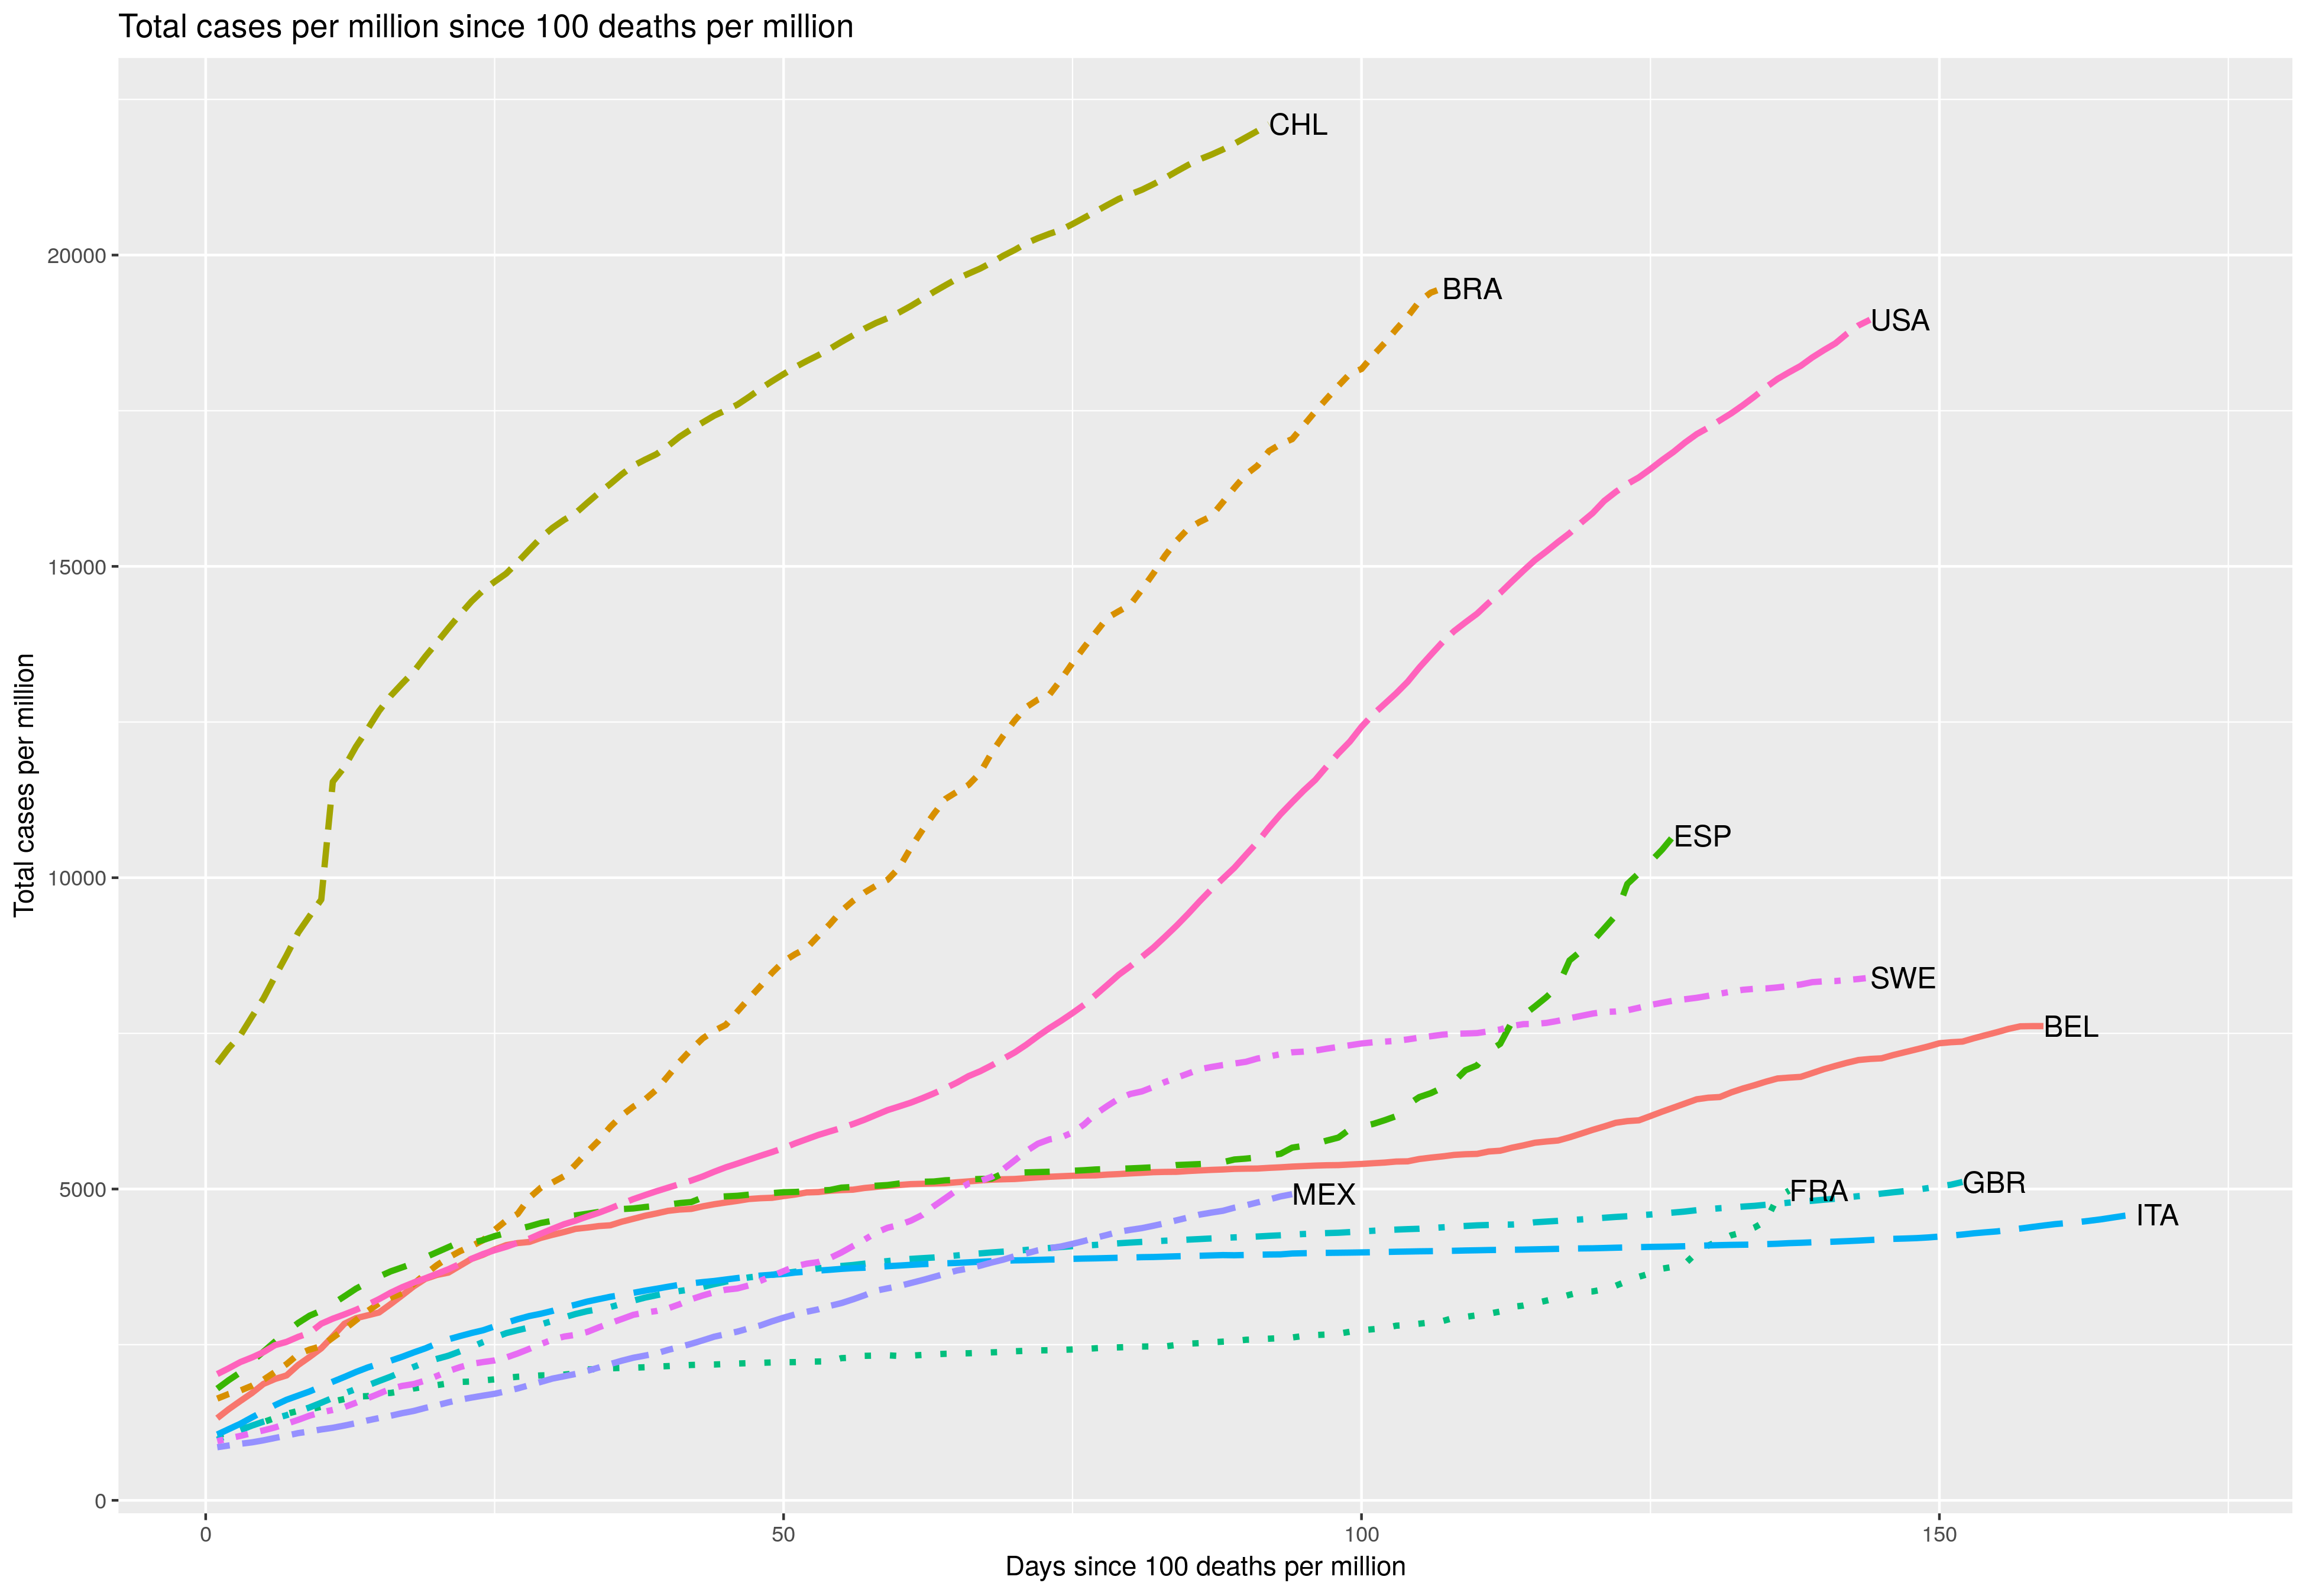 Total cases per million since 100 deaths per million
CHL
BRA
USA
ESP
SWE
BEL
MEX
FRA
GBR
ITA
20000
15000
10000
5000
0
Total cases per million
0 50 100 150
Days since 100 deaths per million